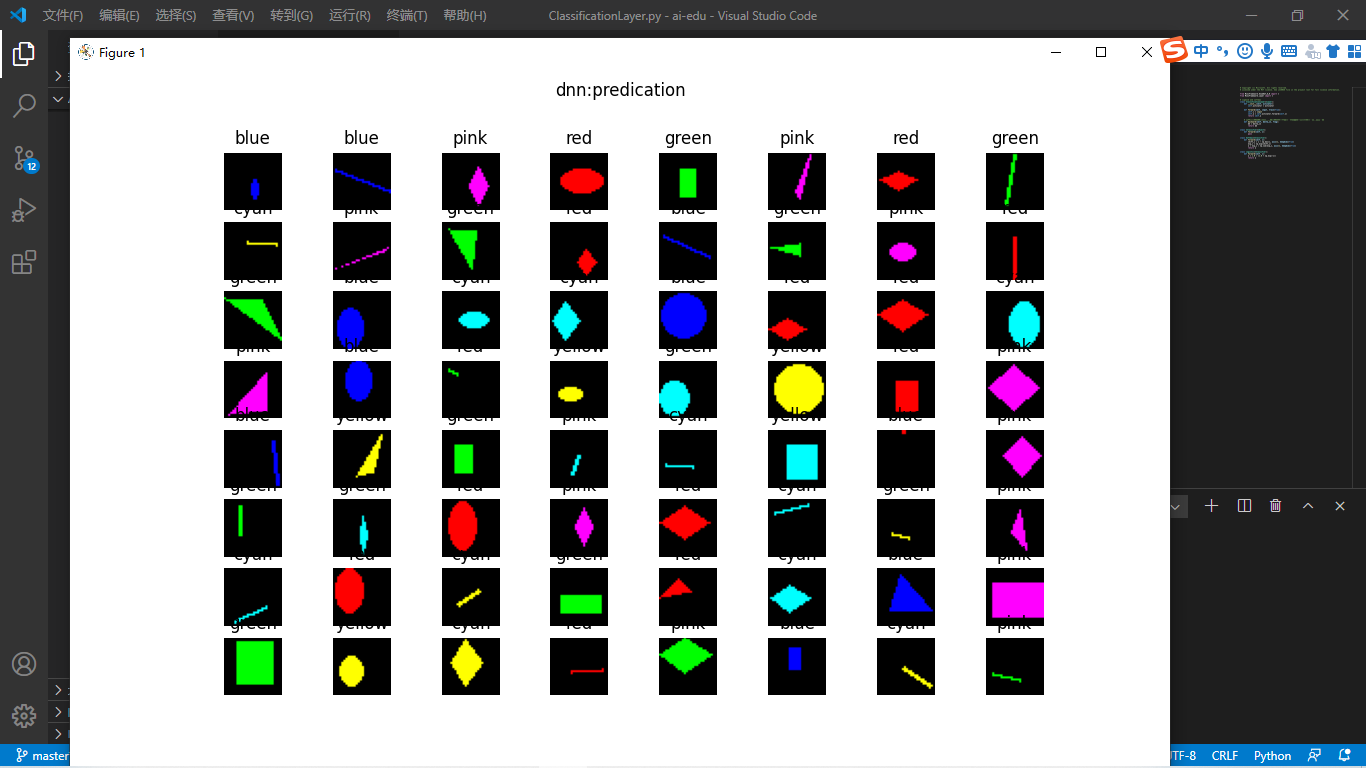 文件(F) 编辑(E) 选择(S) 查看(V) 转到(G) 运行(R) 终端(T) 帮助(H) ClassificationLayer.py - ai-edu - Visual Studio Code
Figure 1
中
dnn:predication
blue blue pink red green pink red green
cyan pink green red blue green pink red
green blue cyan cyan blue red red cyan
pink blue red yellow green yellow red pink
blue yellow green pink cyan yellow blue
green green red pink cyan green pink
cyan red cyan green red cyan blue pink
green yellow cyan red pink blue cyan pink
12
master
CRLF Python